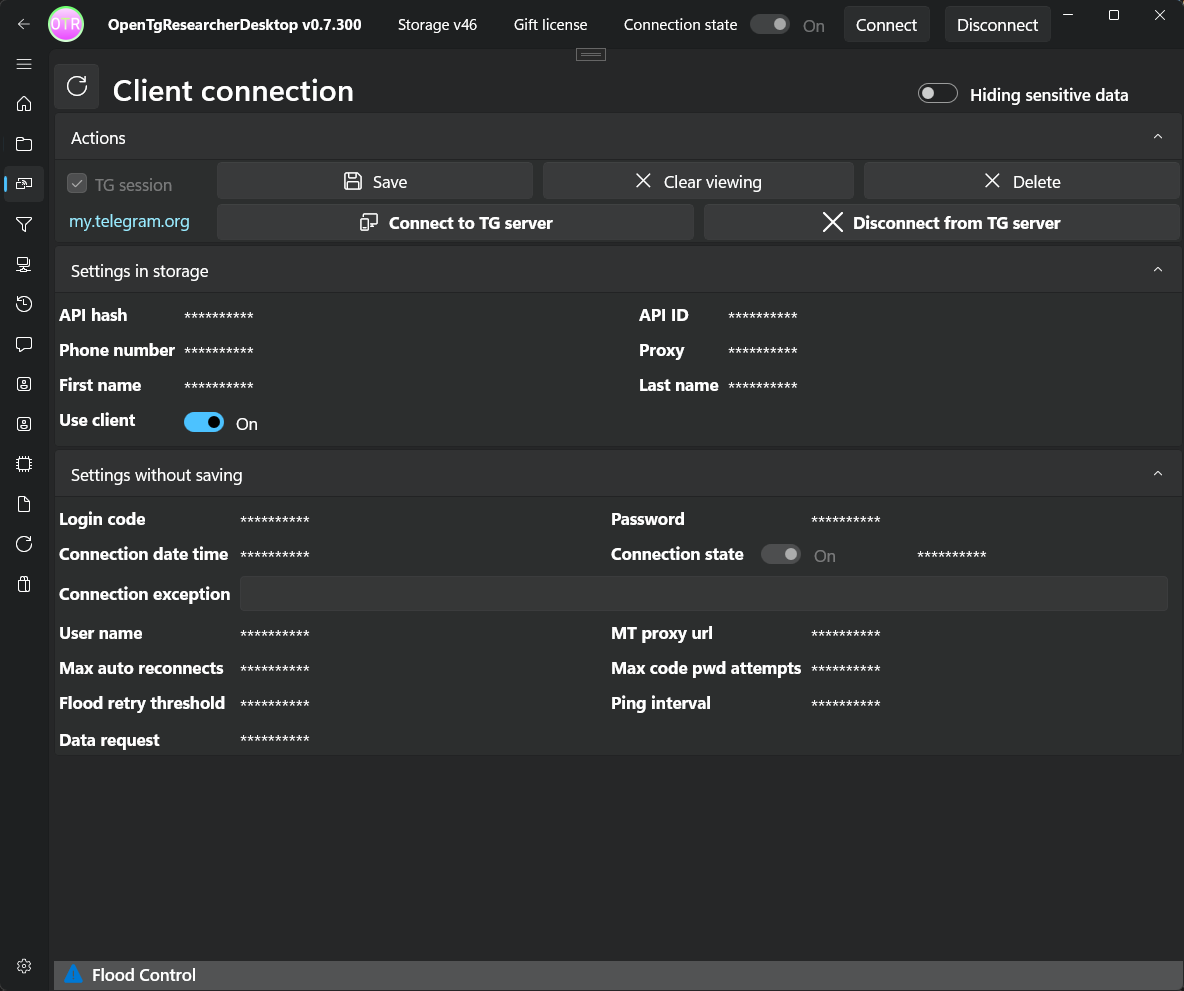 OTR OpenTgResearcherDesktop v0.7.300 Storage v46 Gift license Connection state On Connect Disconnect
Client connection Hiding sensitive data
Actions
TG session Save Clear viewing Delete
my.telegram.org Connect to TG server Disconnect from TG server
Settings in storage
API hash ********** API ID **********
Phone number ********** Proxy **********
First name ********** Last name **********
Use client On
Settings without saving
Login code ********** Password **********
Connection date time ********** Connection state On **********
Connection exception
User name ********** MT proxy url **********
Max auto reconnects ********** Max code pwd attempts **********
Flood retry threshold ********** Ping interval **********
Data request **********
Flood Control